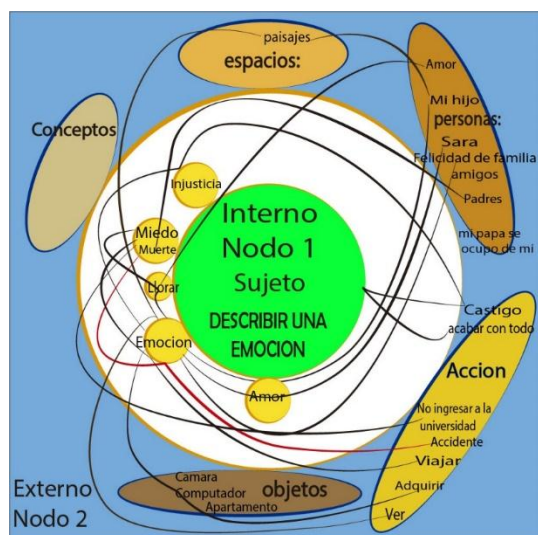 paisajes
espacios:
Conceptos
Amor
Mi hijo
personas:
Sara
Felicidad de familia
amigos
Padres
mi papa se
ocupo de mi
Injusticia
Miedo
Muerte
Llorar
Emocion
Amor
Interno
Nodo 1
Sujeto
DESCRIBIR UNA
EMOCION
Castigo
acabar con todo
Accion
No ingresar a la
universidad
Accidente
Viajar
Adquirir
Ver
Camara
Computador
objetos
Apartamento
Externo
Nodo 2